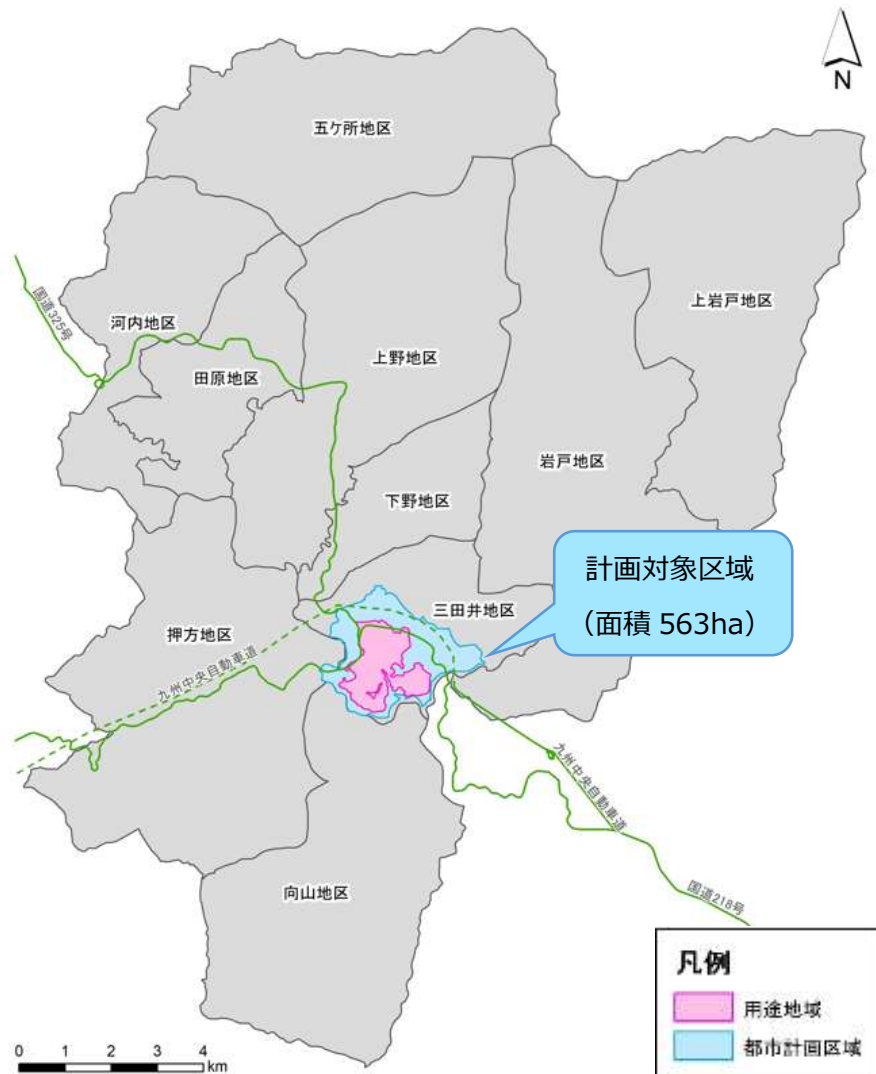 N
五ケ所地区
国道325号
河内地区
上岩戸地区
上野地区
田原地区
岩戸地区
下野地区
計画対象区域
（面積 563ha）
三田井地区
押方地区
九州中央自動車道
九州中央自動車道
向山地区
国道218号
凡例
用途地域
都市計画区域
0 1 2 3 4
km